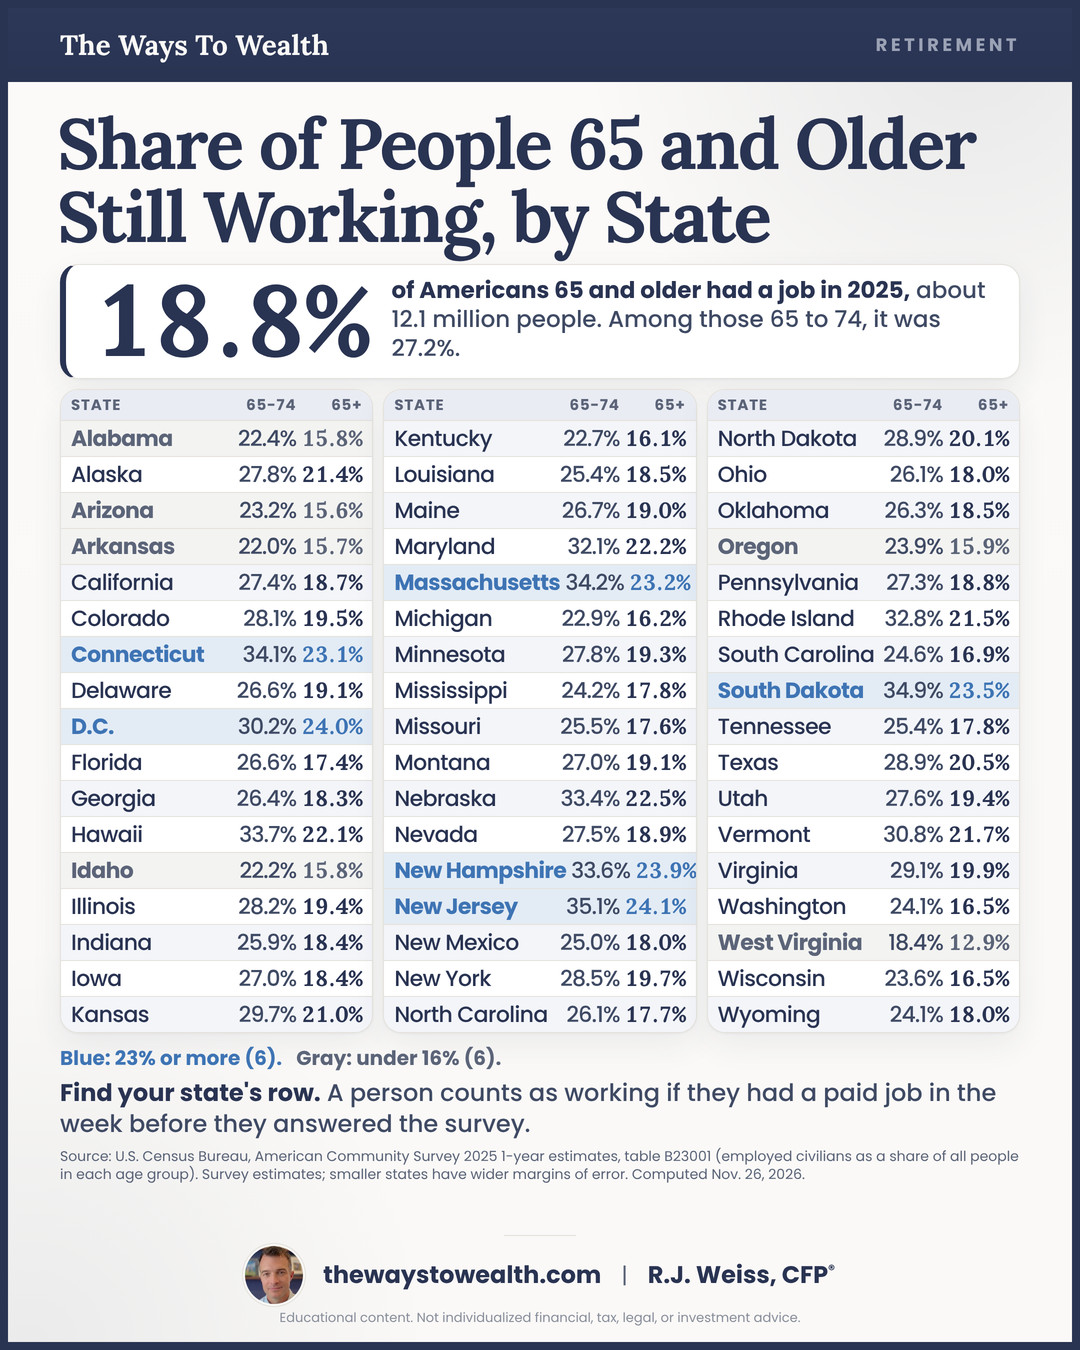 The Ways To Wealth
RETIREMENT
Share of People 65 and Older
Still Working, by State
18.8%
of Americans 65 and older had a job in 2025, about
12.1 million people. Among those 65 to 74, it was
27.2%.
STATE 65-74 65+
Alabama 22.4% 15.8%
Alaska 27.8% 21.4%
Arizona 23.2% 15.6%
Arkansas 22.0% 15.7%
California 27.4% 18.7%
Colorado 28.1% 19.5%
Connecticut 34.1% 23.1%
Delaware 26.6% 19.1%
D.C. 30.2% 24.0%
Florida 26.6% 17.4%
Georgia 26.4% 18.3%
Hawaii 33.7% 22.1%
Idaho 22.2% 15.8%
Illinois 28.2% 19.4%
Indiana 25.9% 18.4%
Iowa 27.0% 18.4%
Kansas 29.7% 21.0%
STATE 65-74 65+
Kentucky 22.7% 16.1%
Louisiana 25.4% 18.5%
Maine 26.7% 19.0%
Maryland 32.1% 22.2%
Massachusetts 34.2% 23.2%
Michigan 22.9% 16.2%
Minnesota 27.8% 19.3%
Mississippi 24.2% 17.8%
Missouri 25.5% 17.6%
Montana 27.0% 19.1%
Nebraska 33.4% 22.5%
Nevada 27.5% 18.9%
New Hampshire 33.6% 23.9%
New Jersey 35.1% 24.1%
New Mexico 25.0% 18.0%
New York 28.5% 19.7%
North Carolina 26.1% 17.7%
STATE 65-74 65+
North Dakota 28.9% 20.1%
Ohio 26.1% 18.0%
Oklahoma 26.3% 18.5%
Oregon 23.9% 15.9%
Pennsylvania 27.3% 18.8%
Rhode Island 32.8% 21.5%
South Carolina 24.6% 16.9%
South Dakota 34.9% 23.5%
Tennessee 25.4% 17.8%
Texas 28.9% 20.5%
Utah 27.6% 19.4%
Vermont 30.8% 21.7%
Virginia 29.1% 19.9%
Washington 24.1% 16.5%
West Virginia 18.4% 12.9%
Wisconsin 23.6% 16.5%
Wyoming 24.1% 18.0%
Blue: 23% or more (6). Gray: under 16% (6).
Find your state's row. A person counts as working if they had a paid job in the
week before they answered the survey.
Source: U.S. Census Bureau, American Community Survey 2025 1-year estimates, table B23001 (employed civilians as a share of all people
in each age group). Survey estimates; smaller states have wider margins of error. Computed Nov. 26, 2026.
thewaystowealth.com | R.J. Weiss, CFP®
Educational content. Not individualized financial, tax, legal, or investment advice.